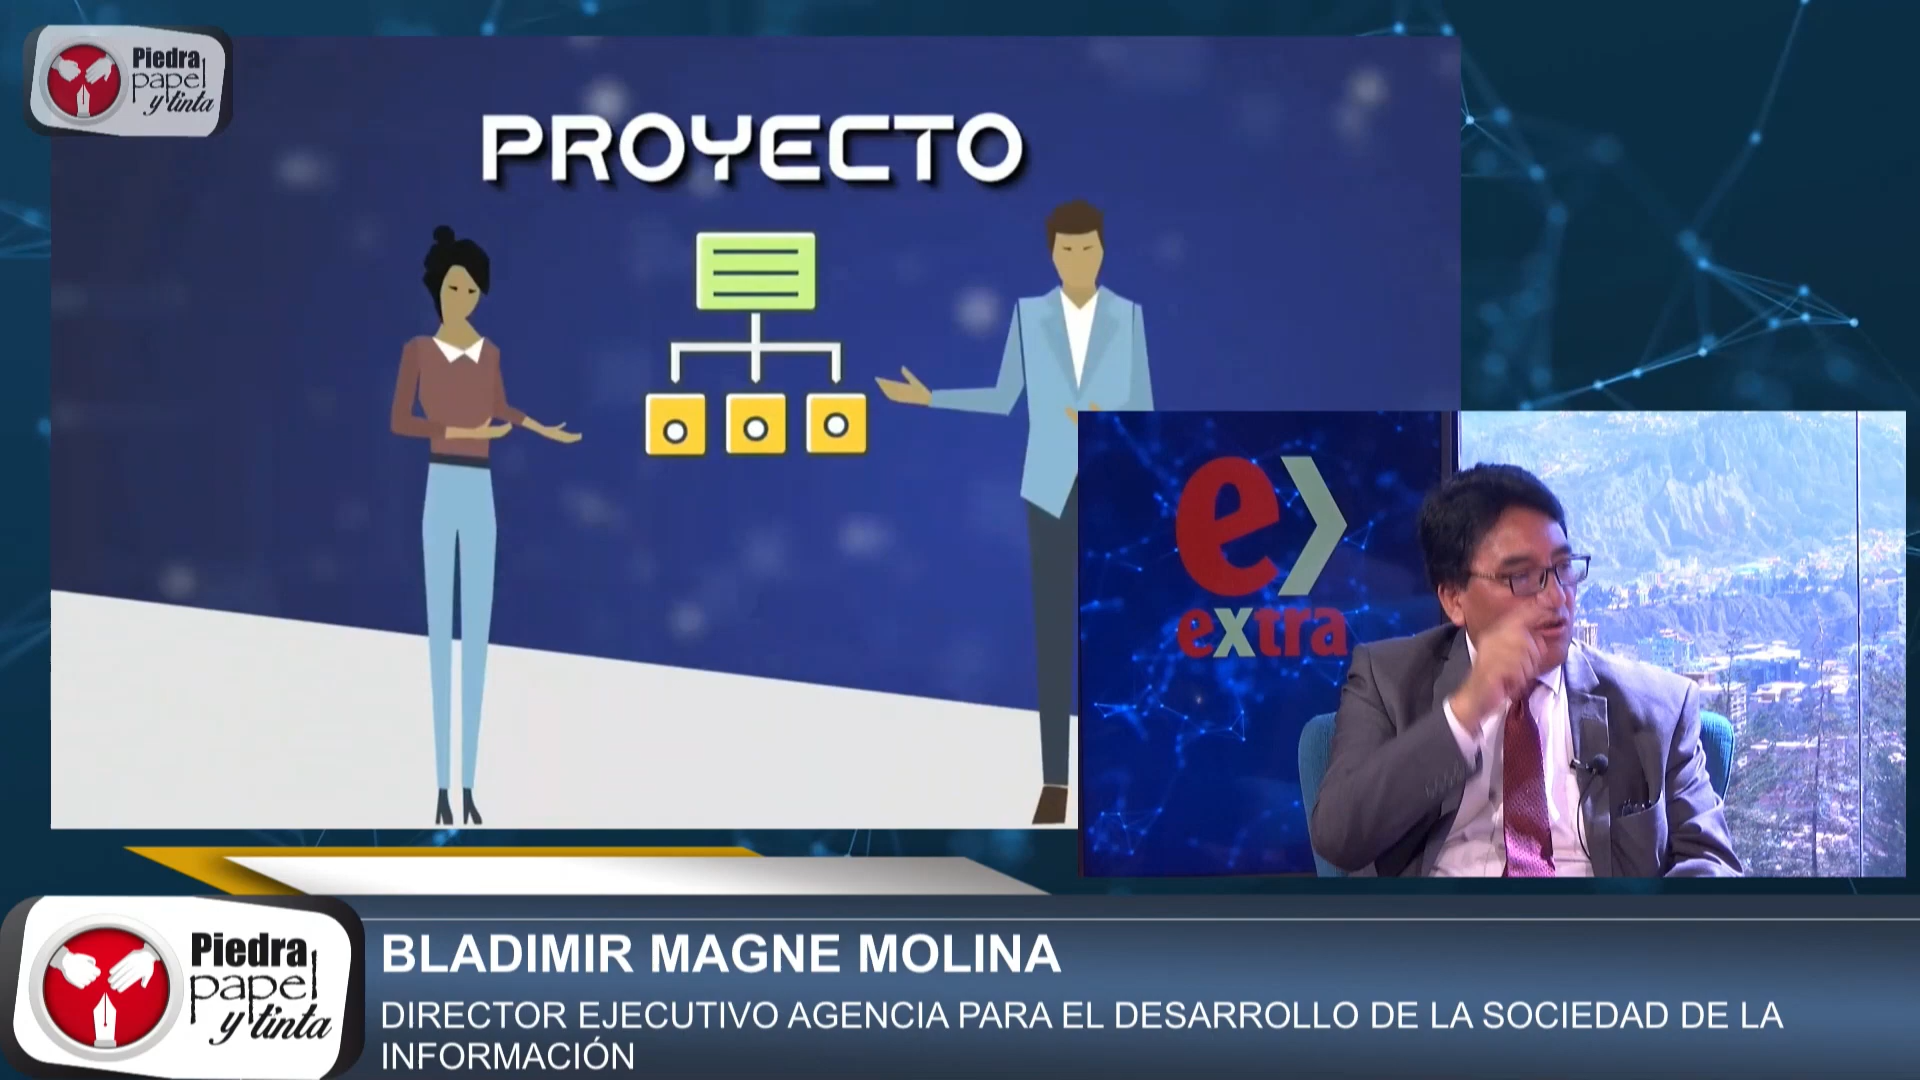 Piedra
papel
y tinta
PROYECTO
e
extra
Piedra
papel
y tinta
BLADIMIR MAGNE MOLINA
DIRECTOR EJECUTIVO AGENCIA PARA EL DESARROLLO DE LA SOCIEDAD DE LA
INFORMACIÓN